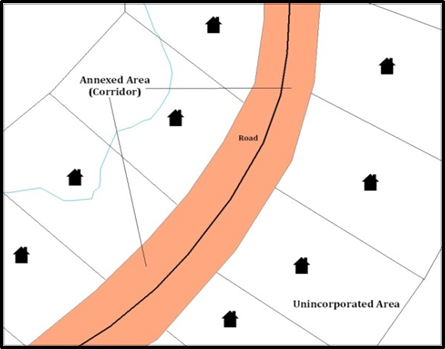 Annexed Area
(Corridor)
Road
Unincorporated Area